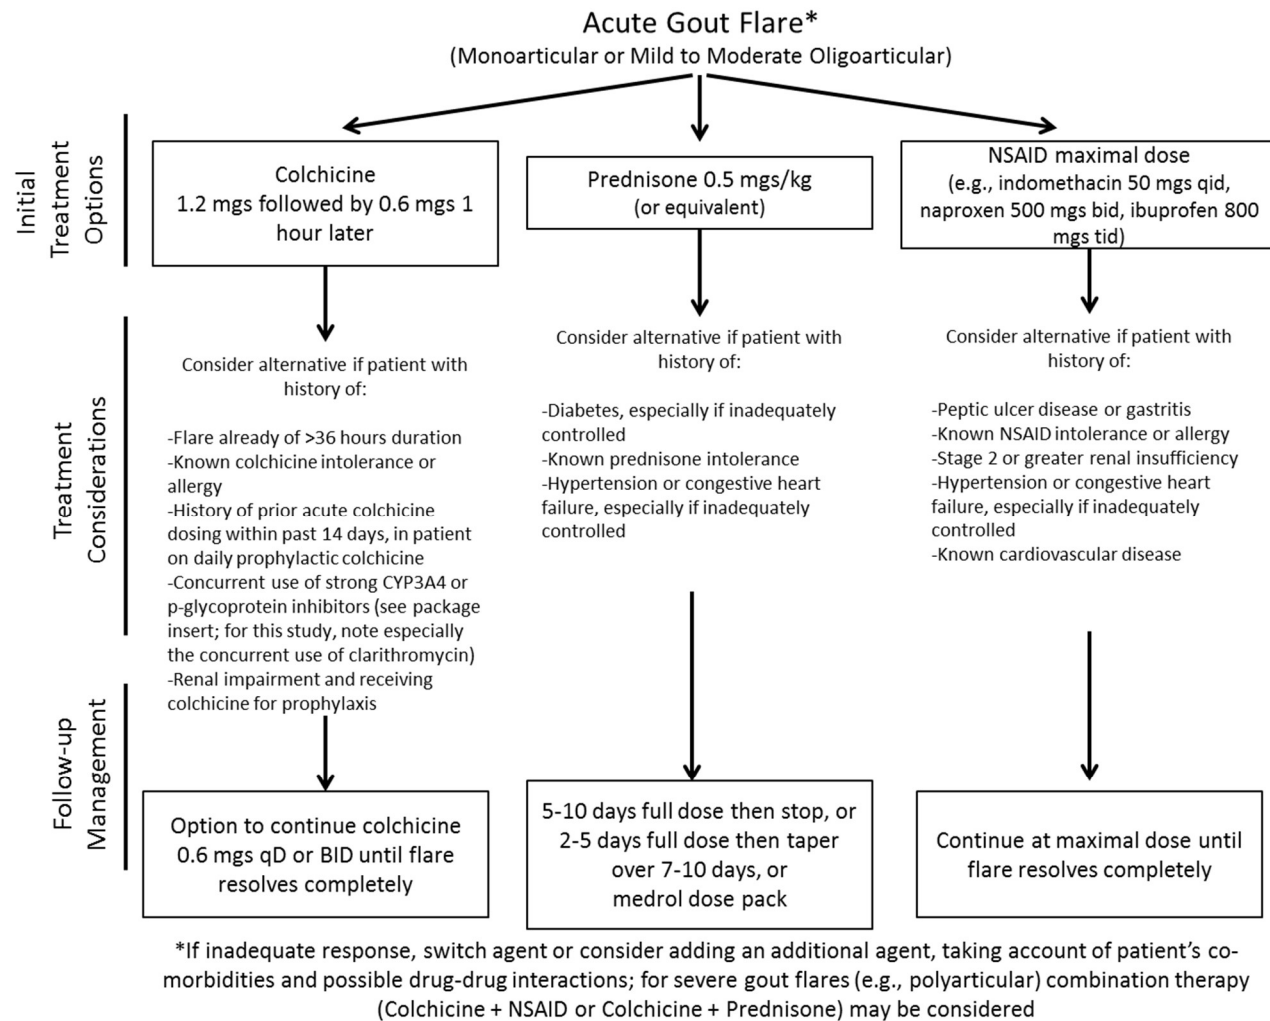 Acute Gout Flare*
(Monoarticular or Mild to Moderate Oligoarticular)
Initial
Treatment
Options
Colchicine
1.2 mgs followed by 0.6 mgs 1
hour later
Prednisone 0.5 mgs/kg
(or equivalent)
NSAID maximal dose
(e.g., indomethacin 50 mgs qid,
naproxen 500 mgs bid, ibuprofen 800
mgs tid)
Treatment
Considerations
Consider alternative if patient with
history of:
-Flare already of >36 hours duration
-Known colchicine intolerance or
allergy
-History of prior acute colchicine
dosing within past 14 days, in patient
on daily prophylactic colchicine
-Concurrent use of strong CYP3A4 or
p-glycoprotein inhibitors (see package
insert; for this study, note especially
the concurrent use of clarithromycin)
-Renal impairment and receiving
colchicine for prophylaxis
Consider alternative if patient with
history of:
-Diabetes, especially if inadequately
controlled
-Known prednisone intolerance
-Hypertension or congestive heart
failure, especially if inadequately
controlled
Consider alternative if patient with
history of:
-Peptic ulcer disease or gastritis
-Known NSAID intolerance or allergy
-Stage 2 or greater renal insufficiency
-Hypertension or congestive heart
failure, especially if inadequately
controlled
-Known cardiovascular disease
Follow-up
Management
Option to continue colchicine
0.6 mgs qD or BID until flare
resolves completely
5-10 days full dose then stop, or
2-5 days full dose then taper
over 7-10 days, or
medrol dose pack
Continue at maximal dose until
flare resolves completely
*If inadequate response, switch agent or consider adding an additional agent, taking account of patient's co-
morbidities and possible drug-drug interactions; for severe gout flares (e.g., polyarticular) combination therapy
(Colchicine + NSAID or Colchicine + Prednisone) may be considered